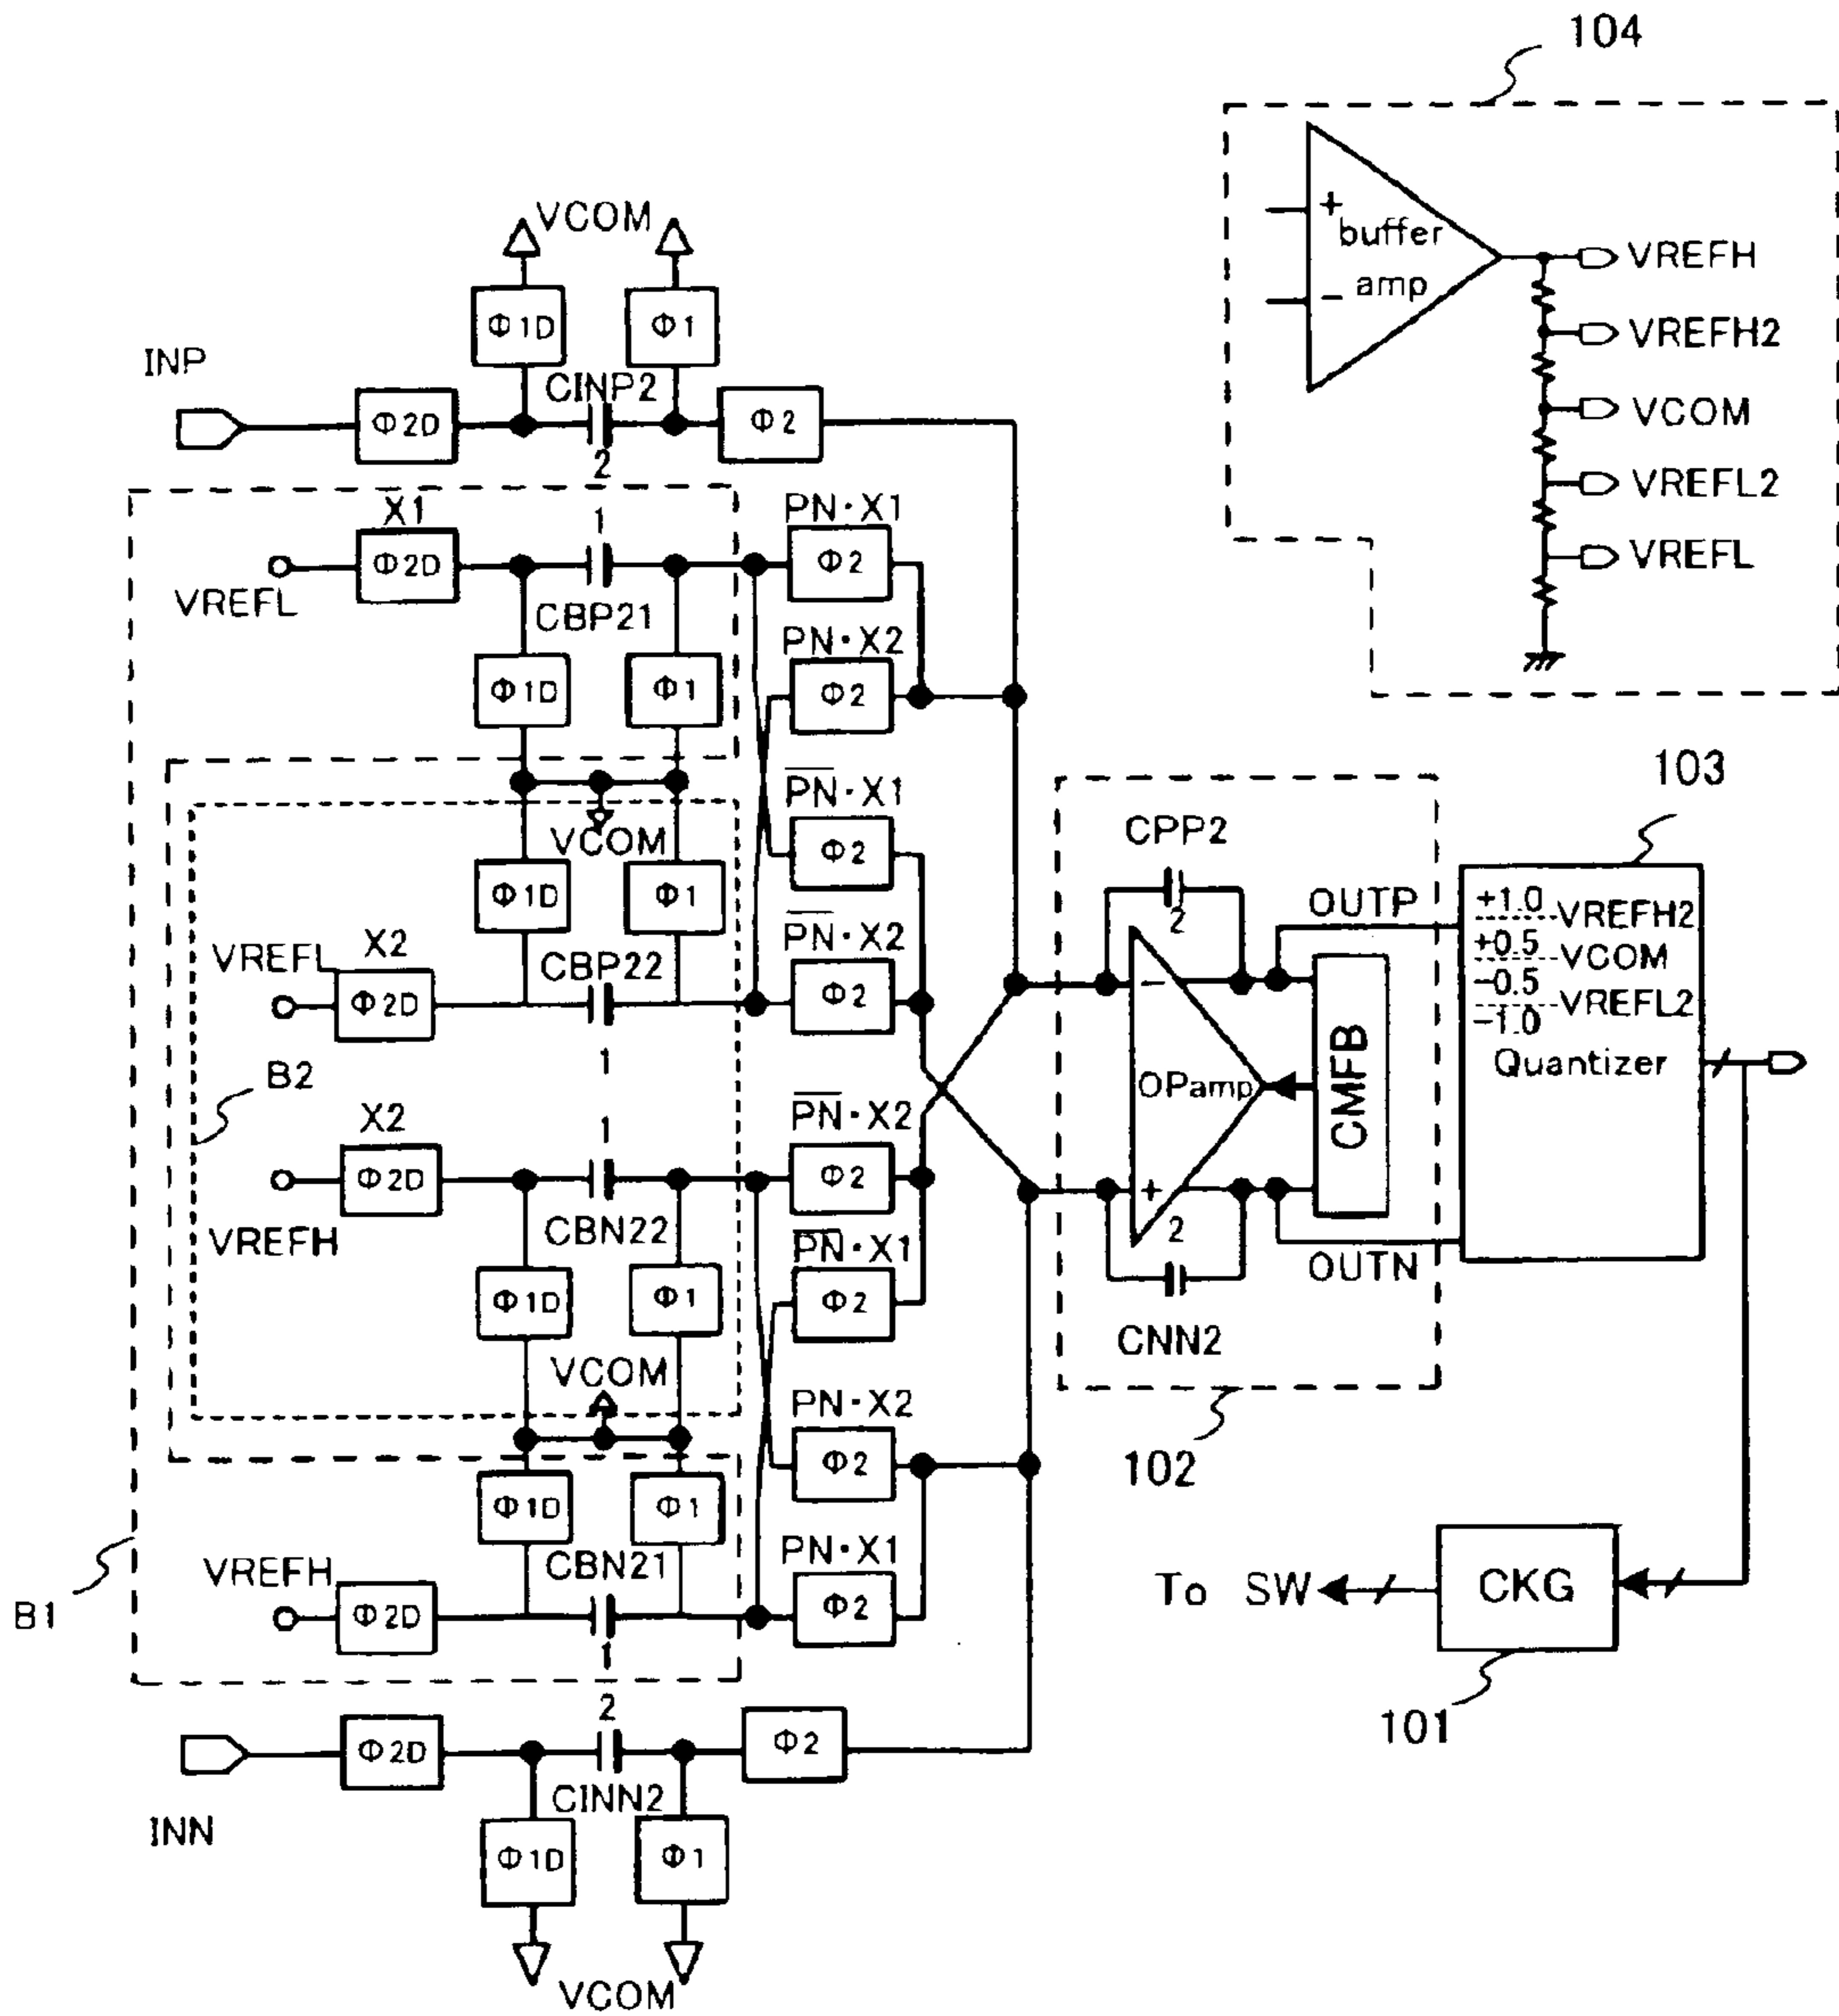 104
+
buffer
-
amp
VREFH
VREFH2
VCOM
VREFL2
VREFL
VCOM
Φ1D
Φ1
INP
Φ2D
CINP2
2
Φ2
X1
Φ2D
VREFL
1
CBP21
PN·X1
Φ2
PN·X2
Φ2
Φ1D
Φ1
VCOM
P̅N̅·X1
Φ2
Φ1D
Φ1
VREFL
X2
Φ2D
CBP22
1
P̅N̅·X2
Φ2
B2
X2
Φ2D
VREFH
1
CBN22
P̅N̅·X2
Φ2
P̅N̅·X1
Φ2
Φ1D
Φ1
VCOM
PN·X2
Φ2
Φ1D
Φ1
B1
VREFH
Φ2D
CBN21
1
PN·X1
Φ2
2
Φ2D
CINN2
Φ2
INN
Φ1D
Φ1
VCOM
CPP2
2
-
OPamp
+
2
CNN2
CMFB
OUTP
OUTN
102
103
+1.0
VREFH2
+0.5
VCOM
-0.5
VREFL2
-1.0
Quantizer
To SW
CKG
101